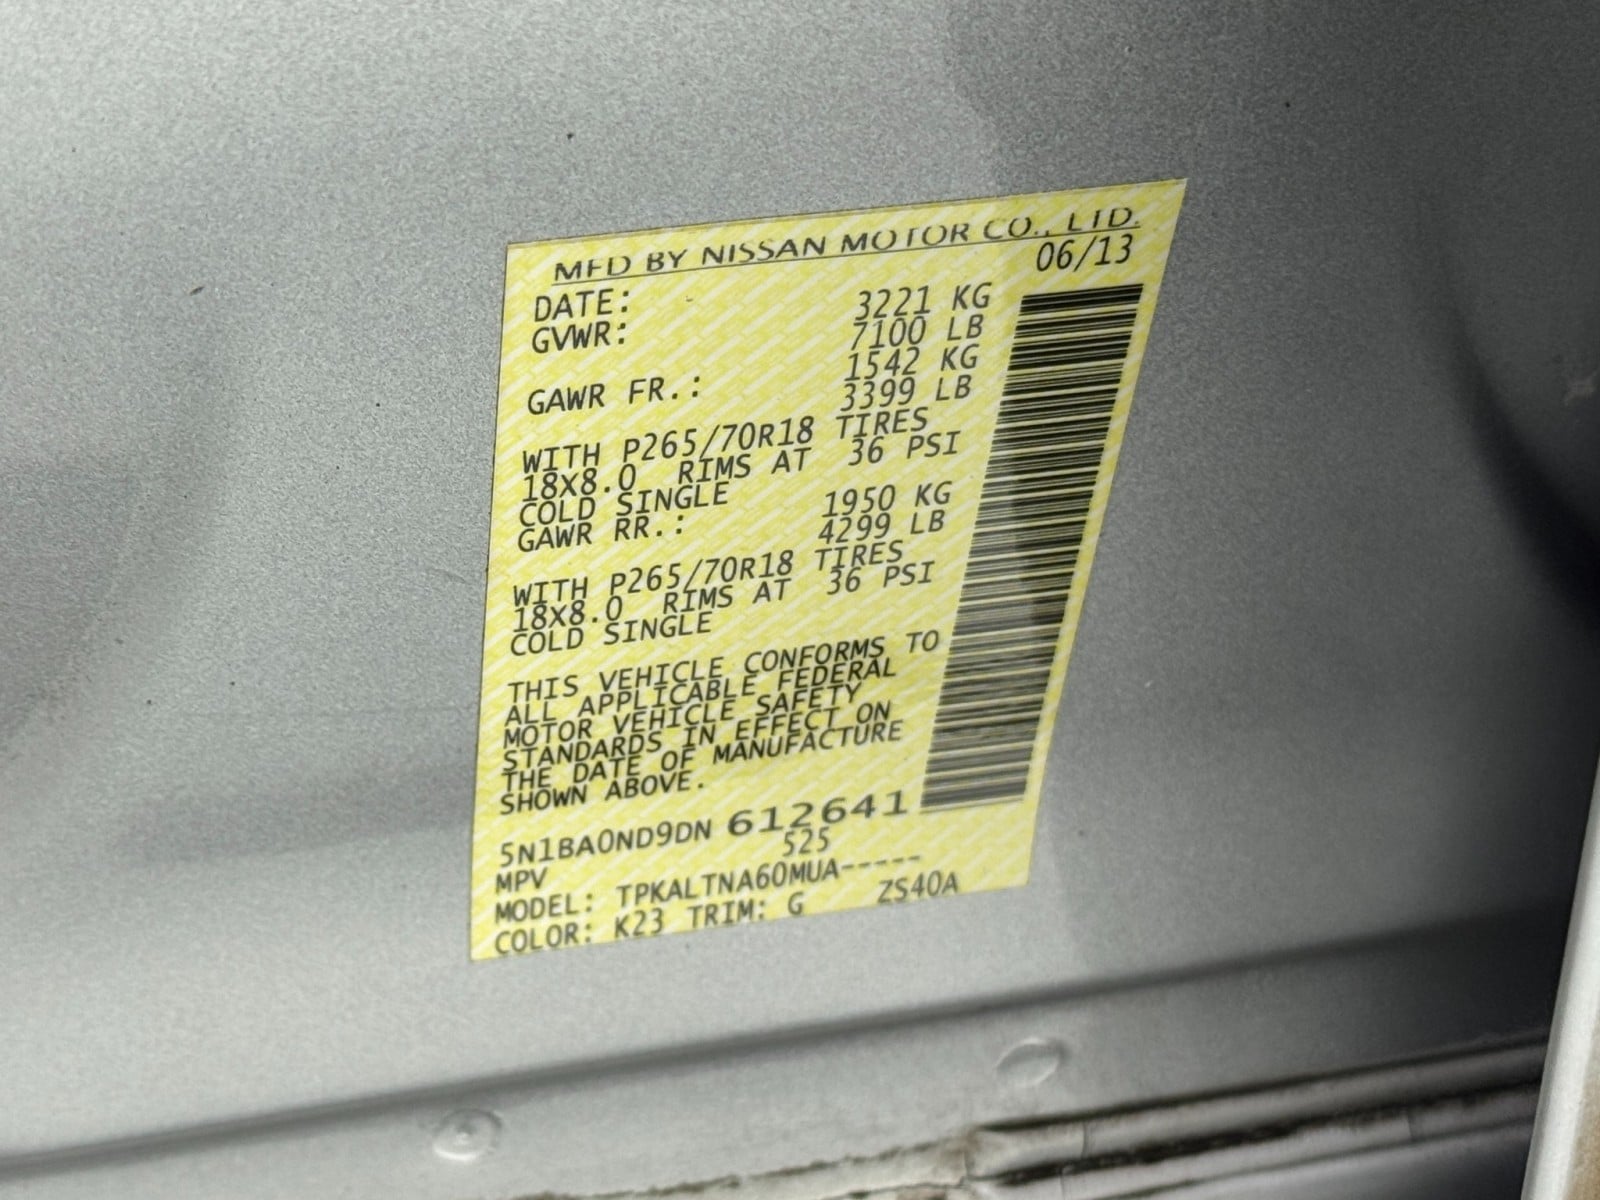 MFD BY NISSAN MOTOR CO., LTD.
DATE: 06/13
GVWR: 3221 KG
7100 LB
GAWR FR.: 1542 KG
3399 LB
WITH P265/70R18 TIRES
18X8.0 RIMS AT 36 PSI
COLD SINGLE
GAWR RR.: 1950 KG
4299 LB
WITH P265/70R18 TIRES
18X8.0 RIMS AT 36 PSI
COLD SINGLE
THIS VEHICLE CONFORMS TO
ALL APPLICABLE FEDERAL
MOTOR VEHICLE SAFETY
STANDARDS IN EFFECT ON
THE DATE OF MANUFACTURE
SHOWN ABOVE.
5N1BA0ND9DN 612641
MPV 525
MODEL: TPKALTNA60MUA-----
COLOR: K23 TRIM: G ZS40A